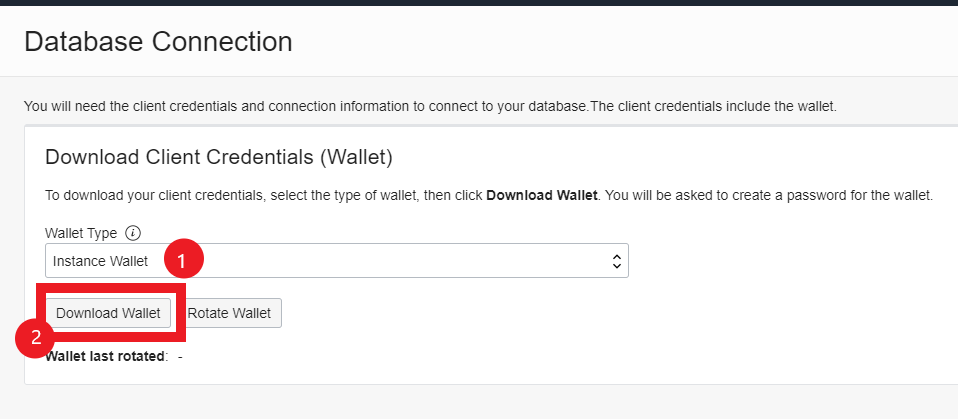 Database Connection
You will need the client credentials and connection information to connect to your database.The client credentials include the wallet.
Download Client Credentials (Wallet)
To download your client credentials, select the type of wallet, then click Download Wallet. You will be asked to create a password for the wallet.
Wallet Type i
Instance Wallet 1
Download Wallet Rotate Wallet
2
Wallet last rotated: -